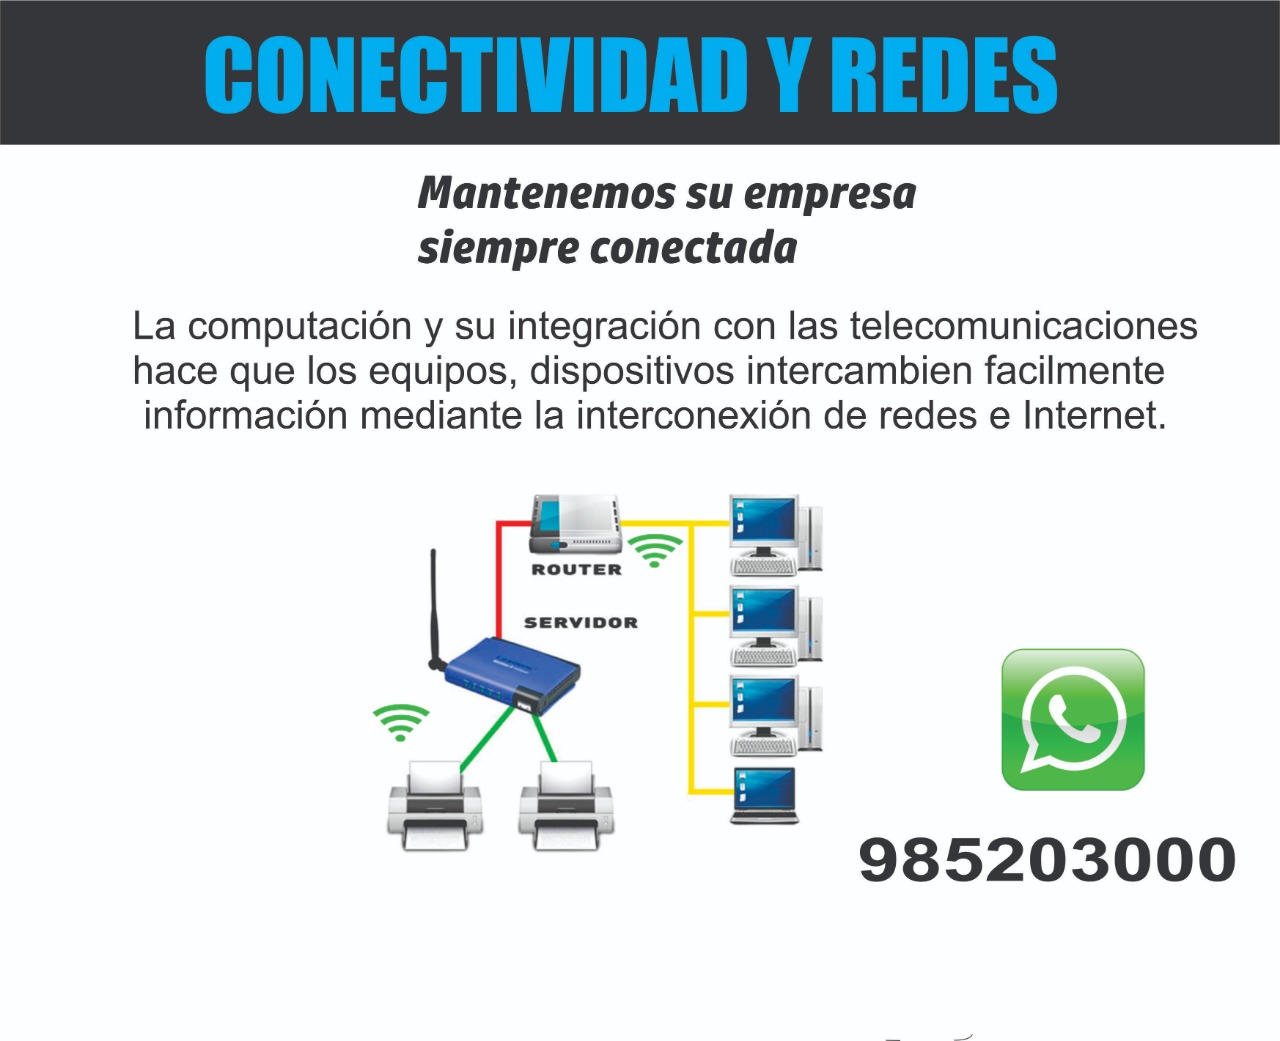 CONECTIVIDAD Y REDES
Mantenemos su empresa
siempre conectada
La computación y su integración con las telecomunicaciones
hace que los equipos, dispositivos intercambien facilmente
información mediante la interconexión de redes e Internet.
ROUTER
SERVIDOR
985203000